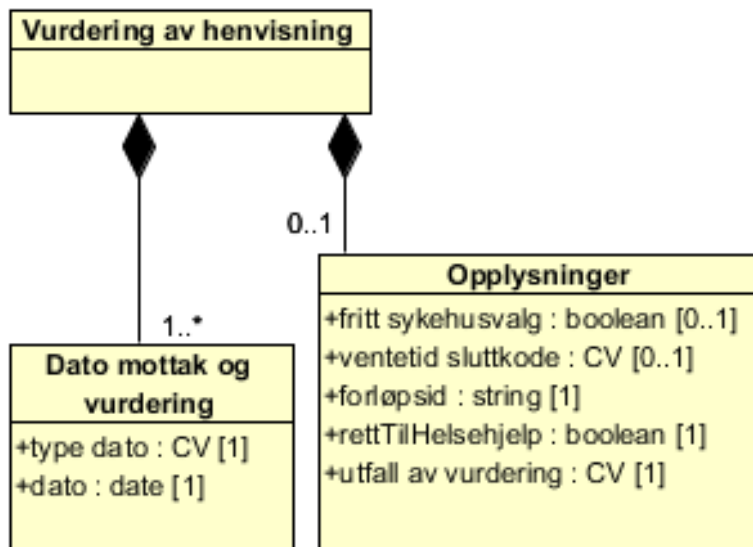 Vurdering av henvisning
0..1
1..*
Opplysninger
+fritt sykehusvalg : boolean [0..1]
+ventetid sluttkode : CV [0..1]
+forløpsid : string [1]
+rettTilHelsehjelp : boolean [1]
+utfall av vurdering : CV [1]
Dato mottak og
vurdering
+type dato : CV [1]
+dato : date [1]